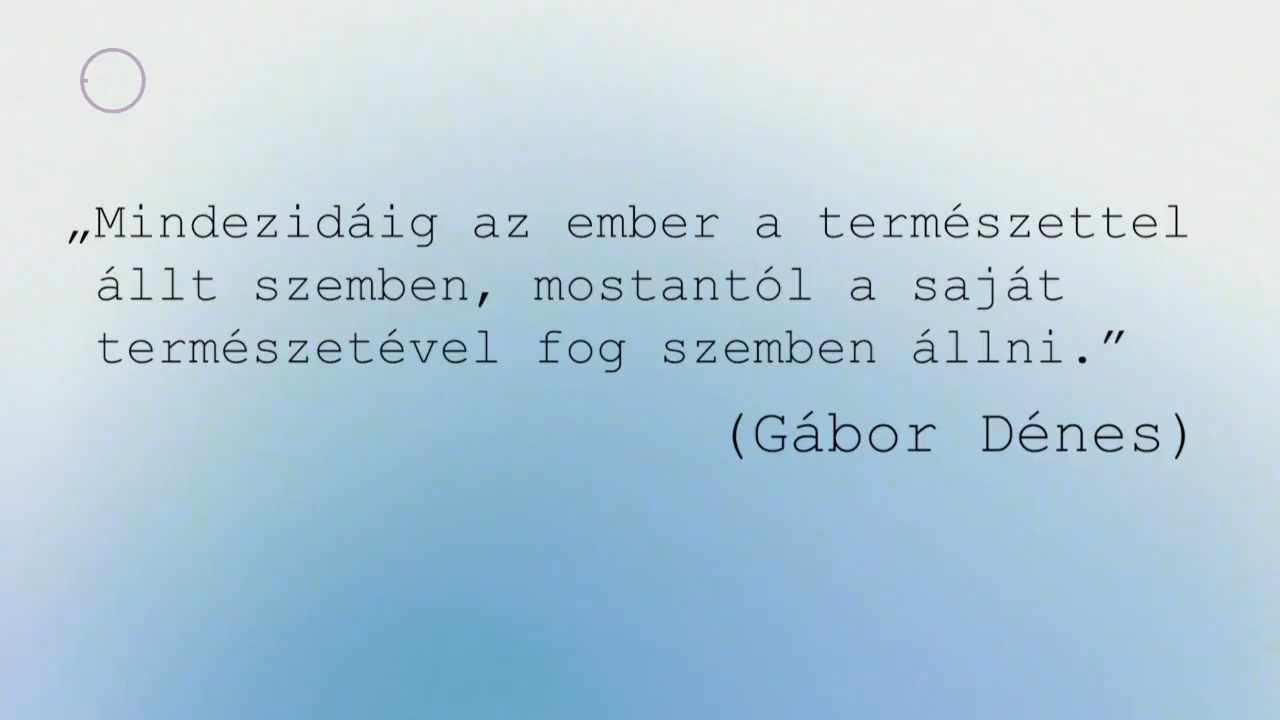 „Mindezidáig az ember a természettel
állt szemben, mostantól a saját
természetével fog szemben állni.”
(Gábor Dénes)